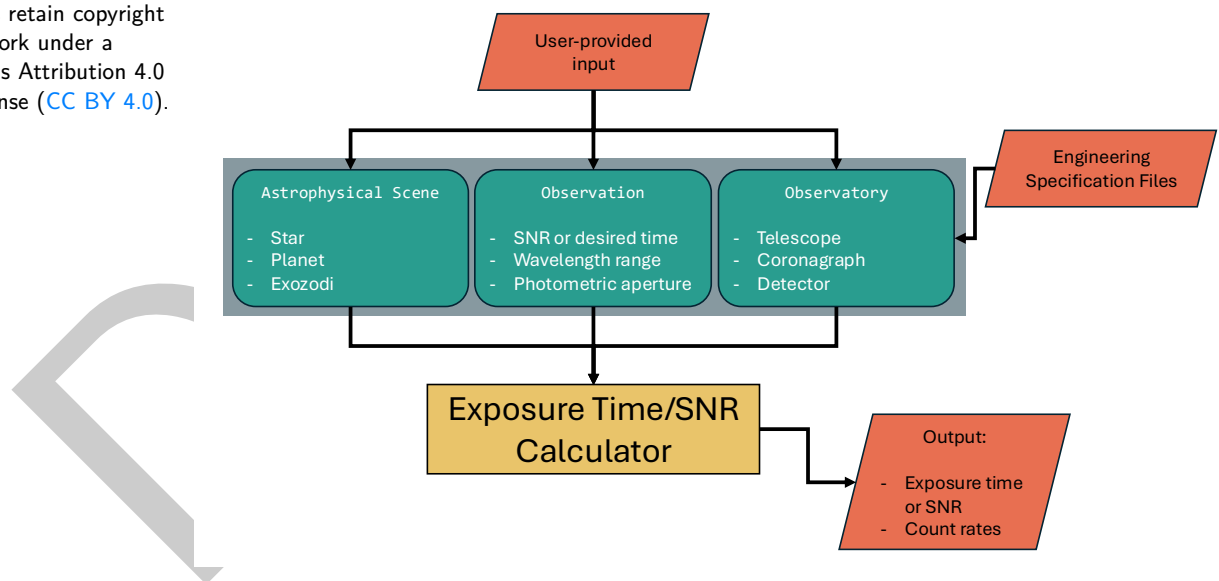 retain copyright
ork under a
s Attribution 4.0
nse (CC BY 4.0).
User-provided
input
Engineering
Specification Files
Astrophysical Scene
- Star
- Planet
- Exozodi
Observation
- SNR or desired time
- Wavelength range
- Photometric aperture
Observatory
- Telescope
- Coronagraph
- Detector
Exposure Time/SNR
Calculator
Output:
- Exposure time
or SNR
- Count rates